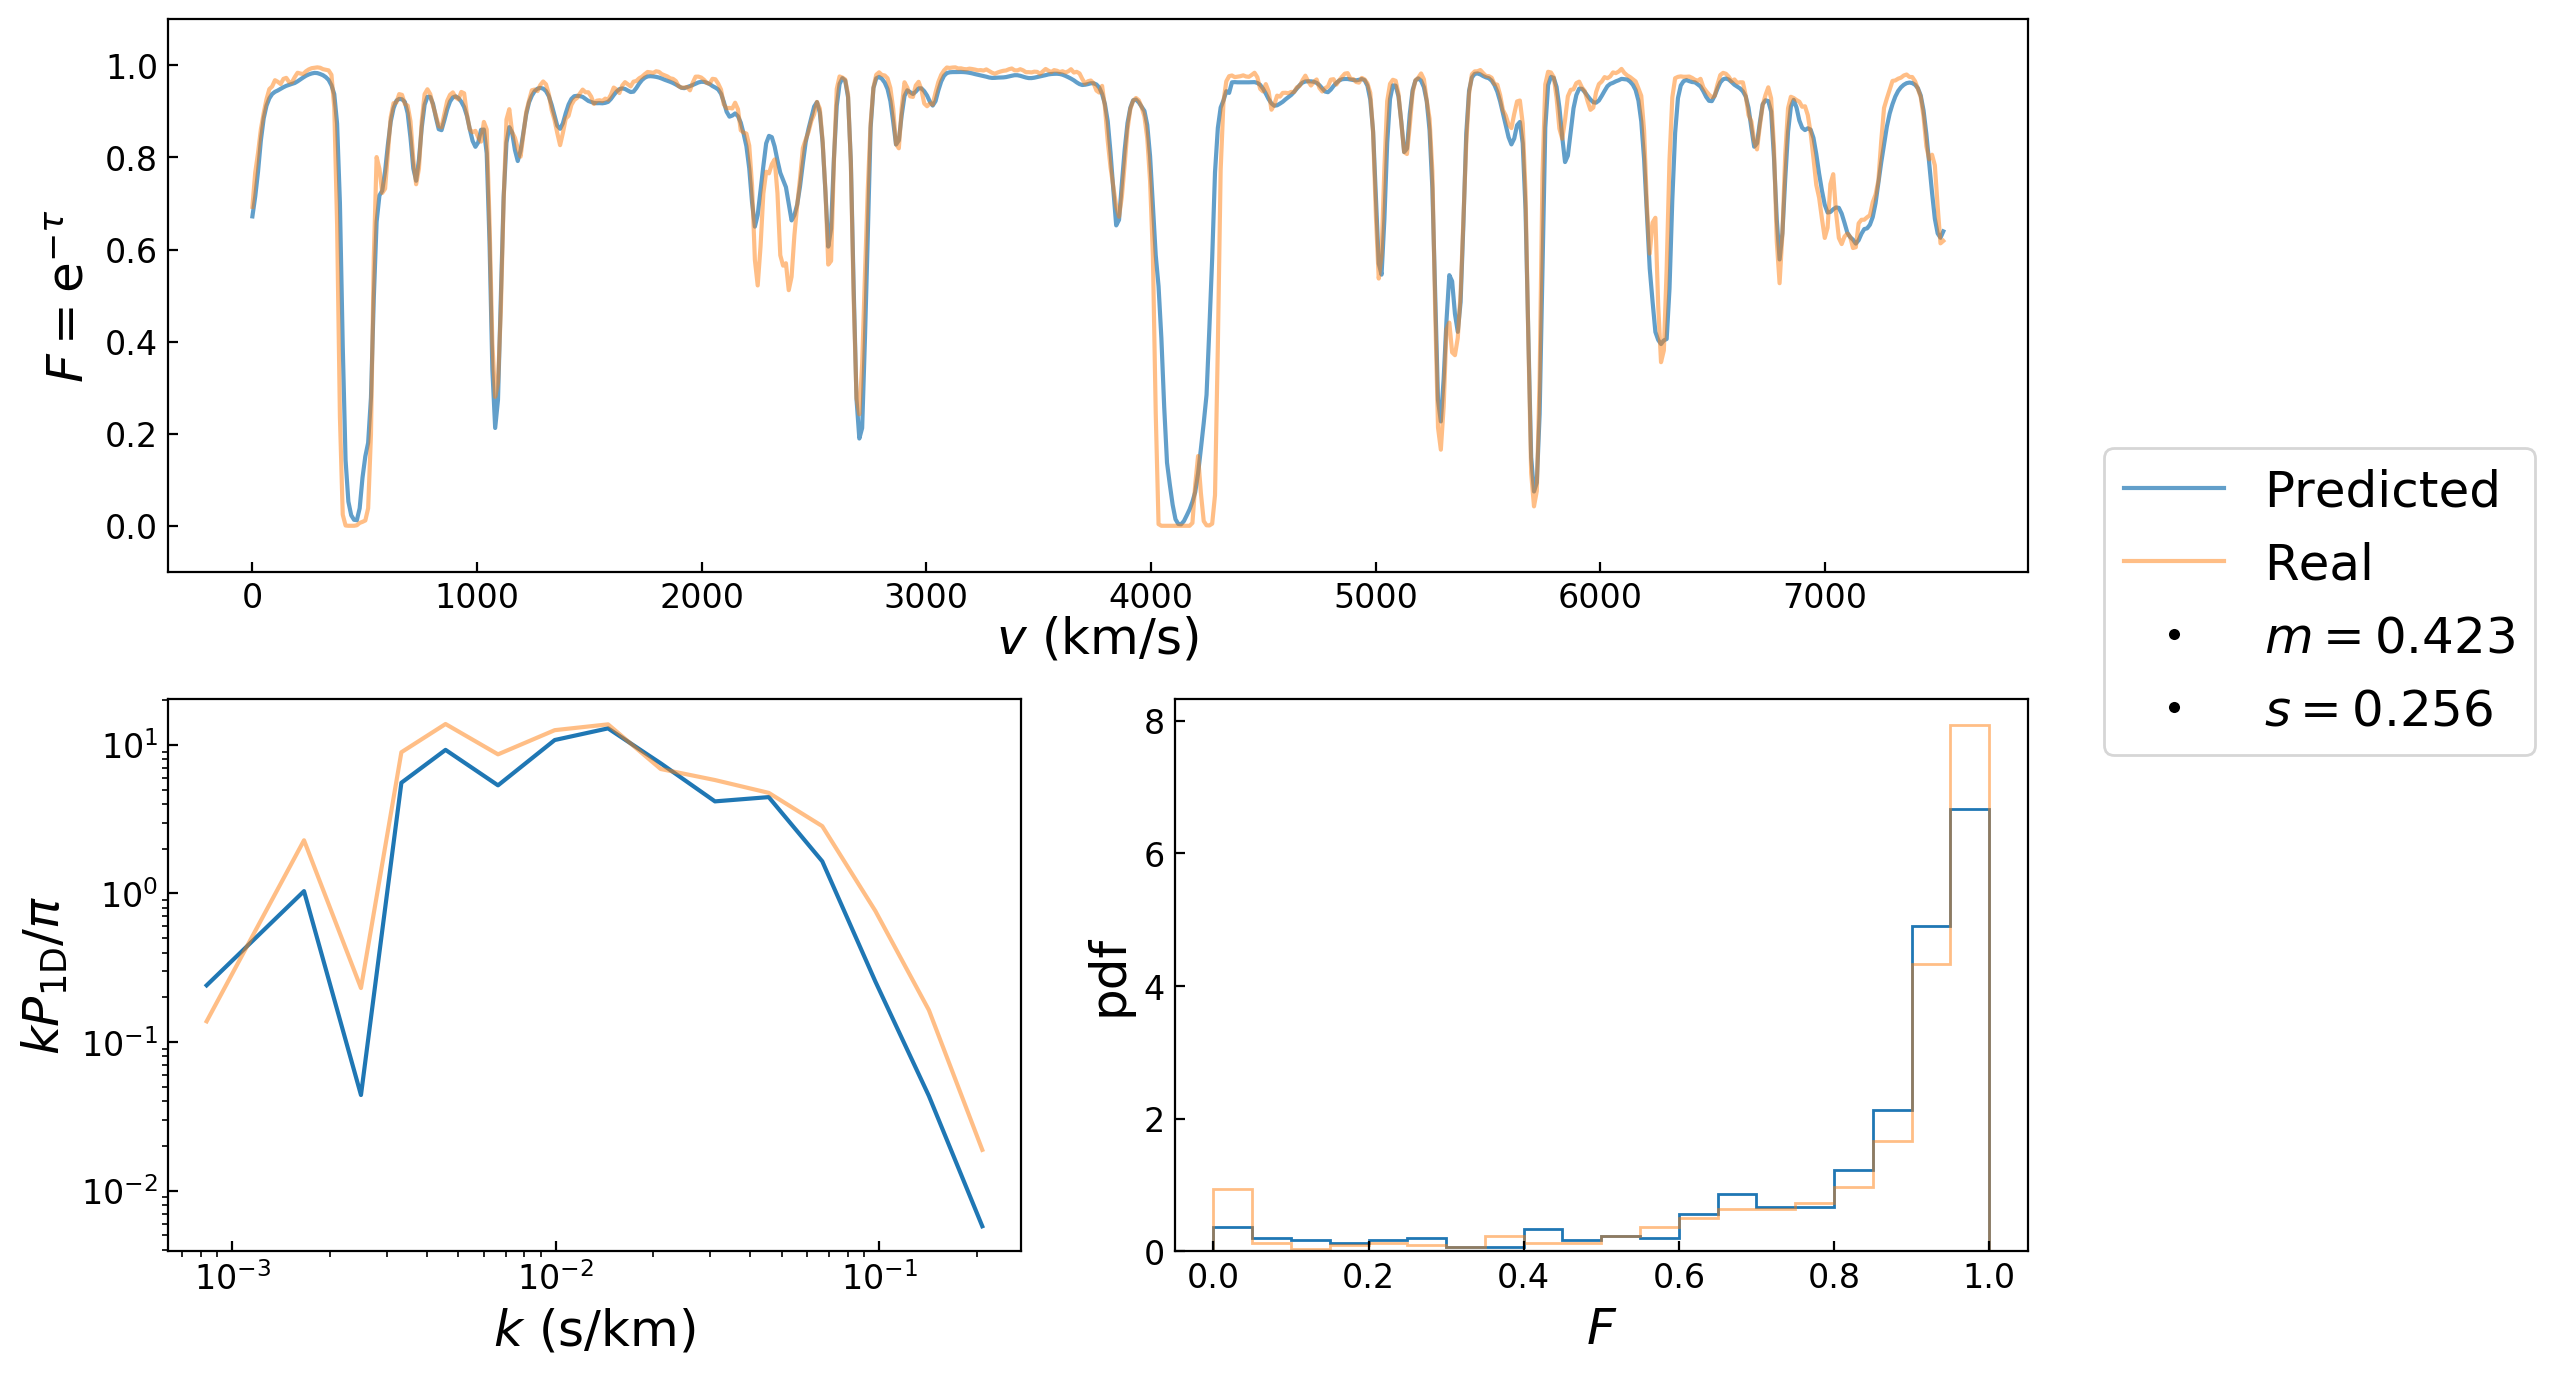 F = e^{−τ}
1.0
0.8
0.6
0.4
0.2
0.0
0 1000 2000 3000 4000 5000 6000 7000
v (km/s)
Predicted
Real
m = 0.423
s = 0.256
kP_{1D}/π
10^1
10^0
10^{−1}
10^{−2}
10^{−3} 10^{−2} 10^{−1}
k (s/km)
pdf
8
6
4
2
0
0.0 0.2 0.4 0.6 0.8 1.0
F